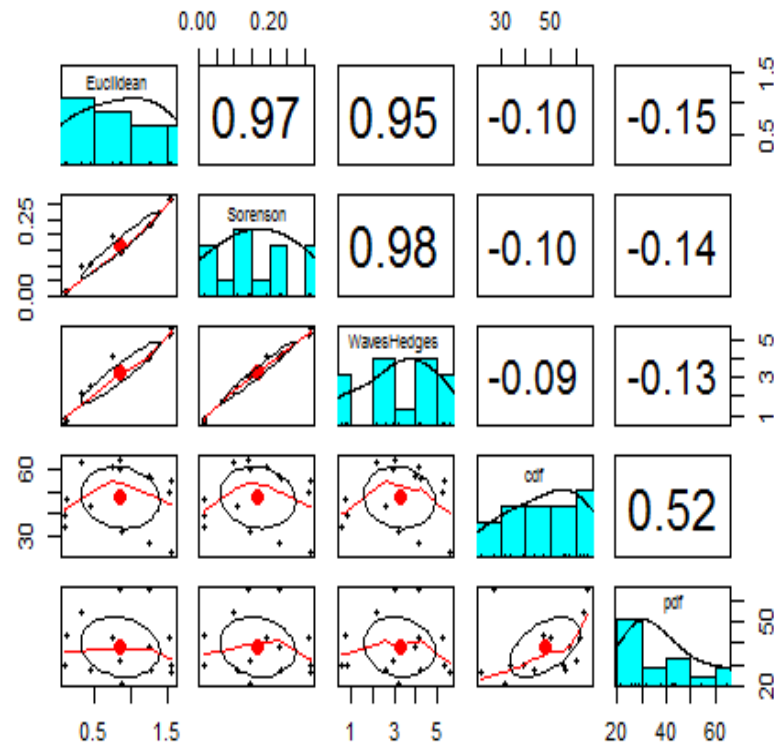 0.00 0.20 30 50
Euclidean 0.97 0.95 -0.10 -0.15 0.5 1.5
0.00 0.25 Sorenson 0.98 -0.10 -0.14
WavesHedges -0.09 -0.13 1 3 5
30 60 cdf 0.52
pdf 20 50
0.5 1.5 1 3 5 20 40 60